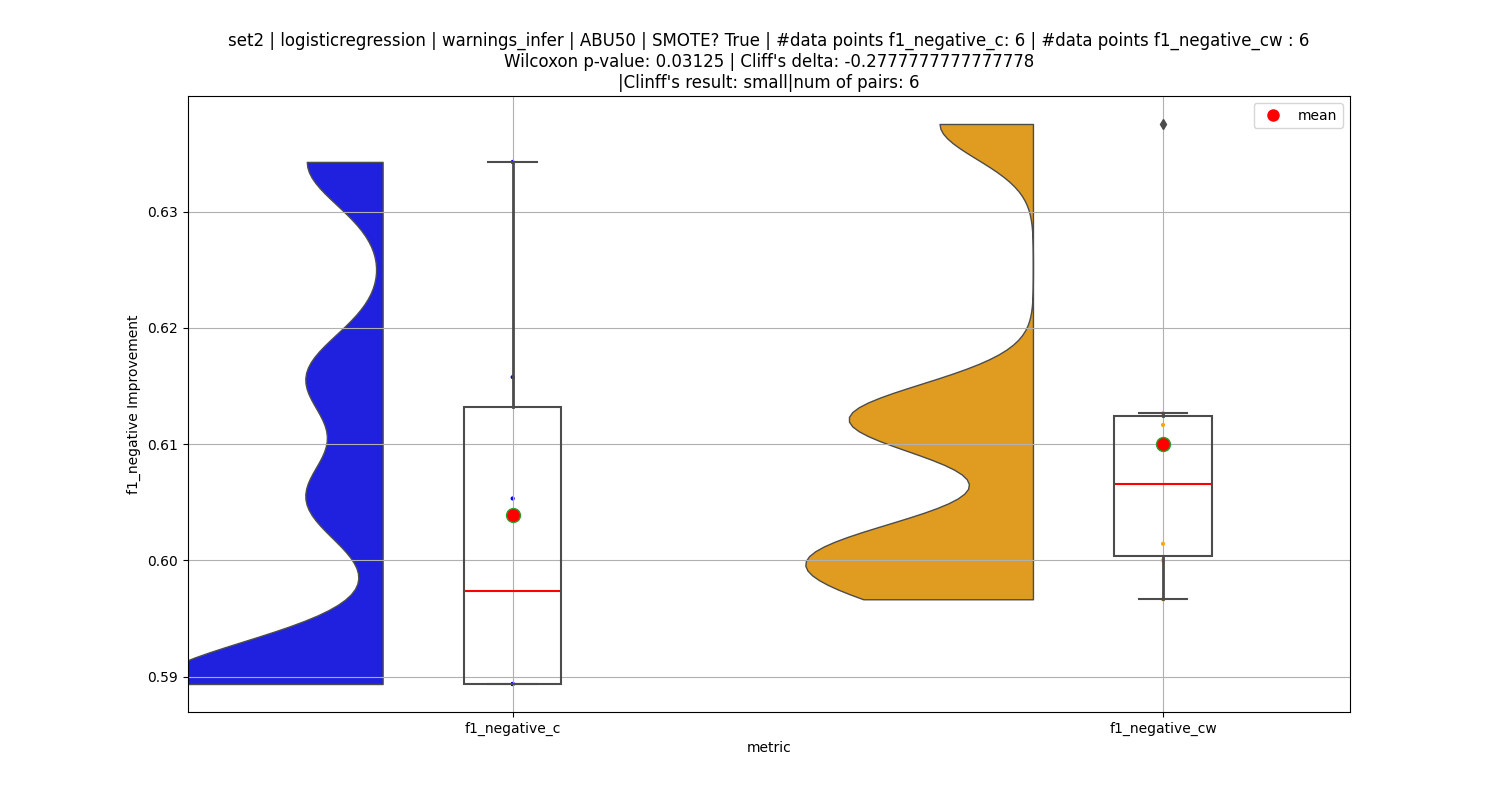 set2 | logisticregression | warnings_infer | ABU50 | SMOTE? True | #data points f1_negative_c: 6 | #data points f1_negative_cw : 6
Wilcoxon p-value: 0.03125 | Cliff's delta: -0.2777777777777778
|Clinff's result: small|num of pairs: 6
mean
0.63
0.62
0.61
0.60
0.59
f1_negative Improvement
f1_negative_c
f1_negative_cw
metric